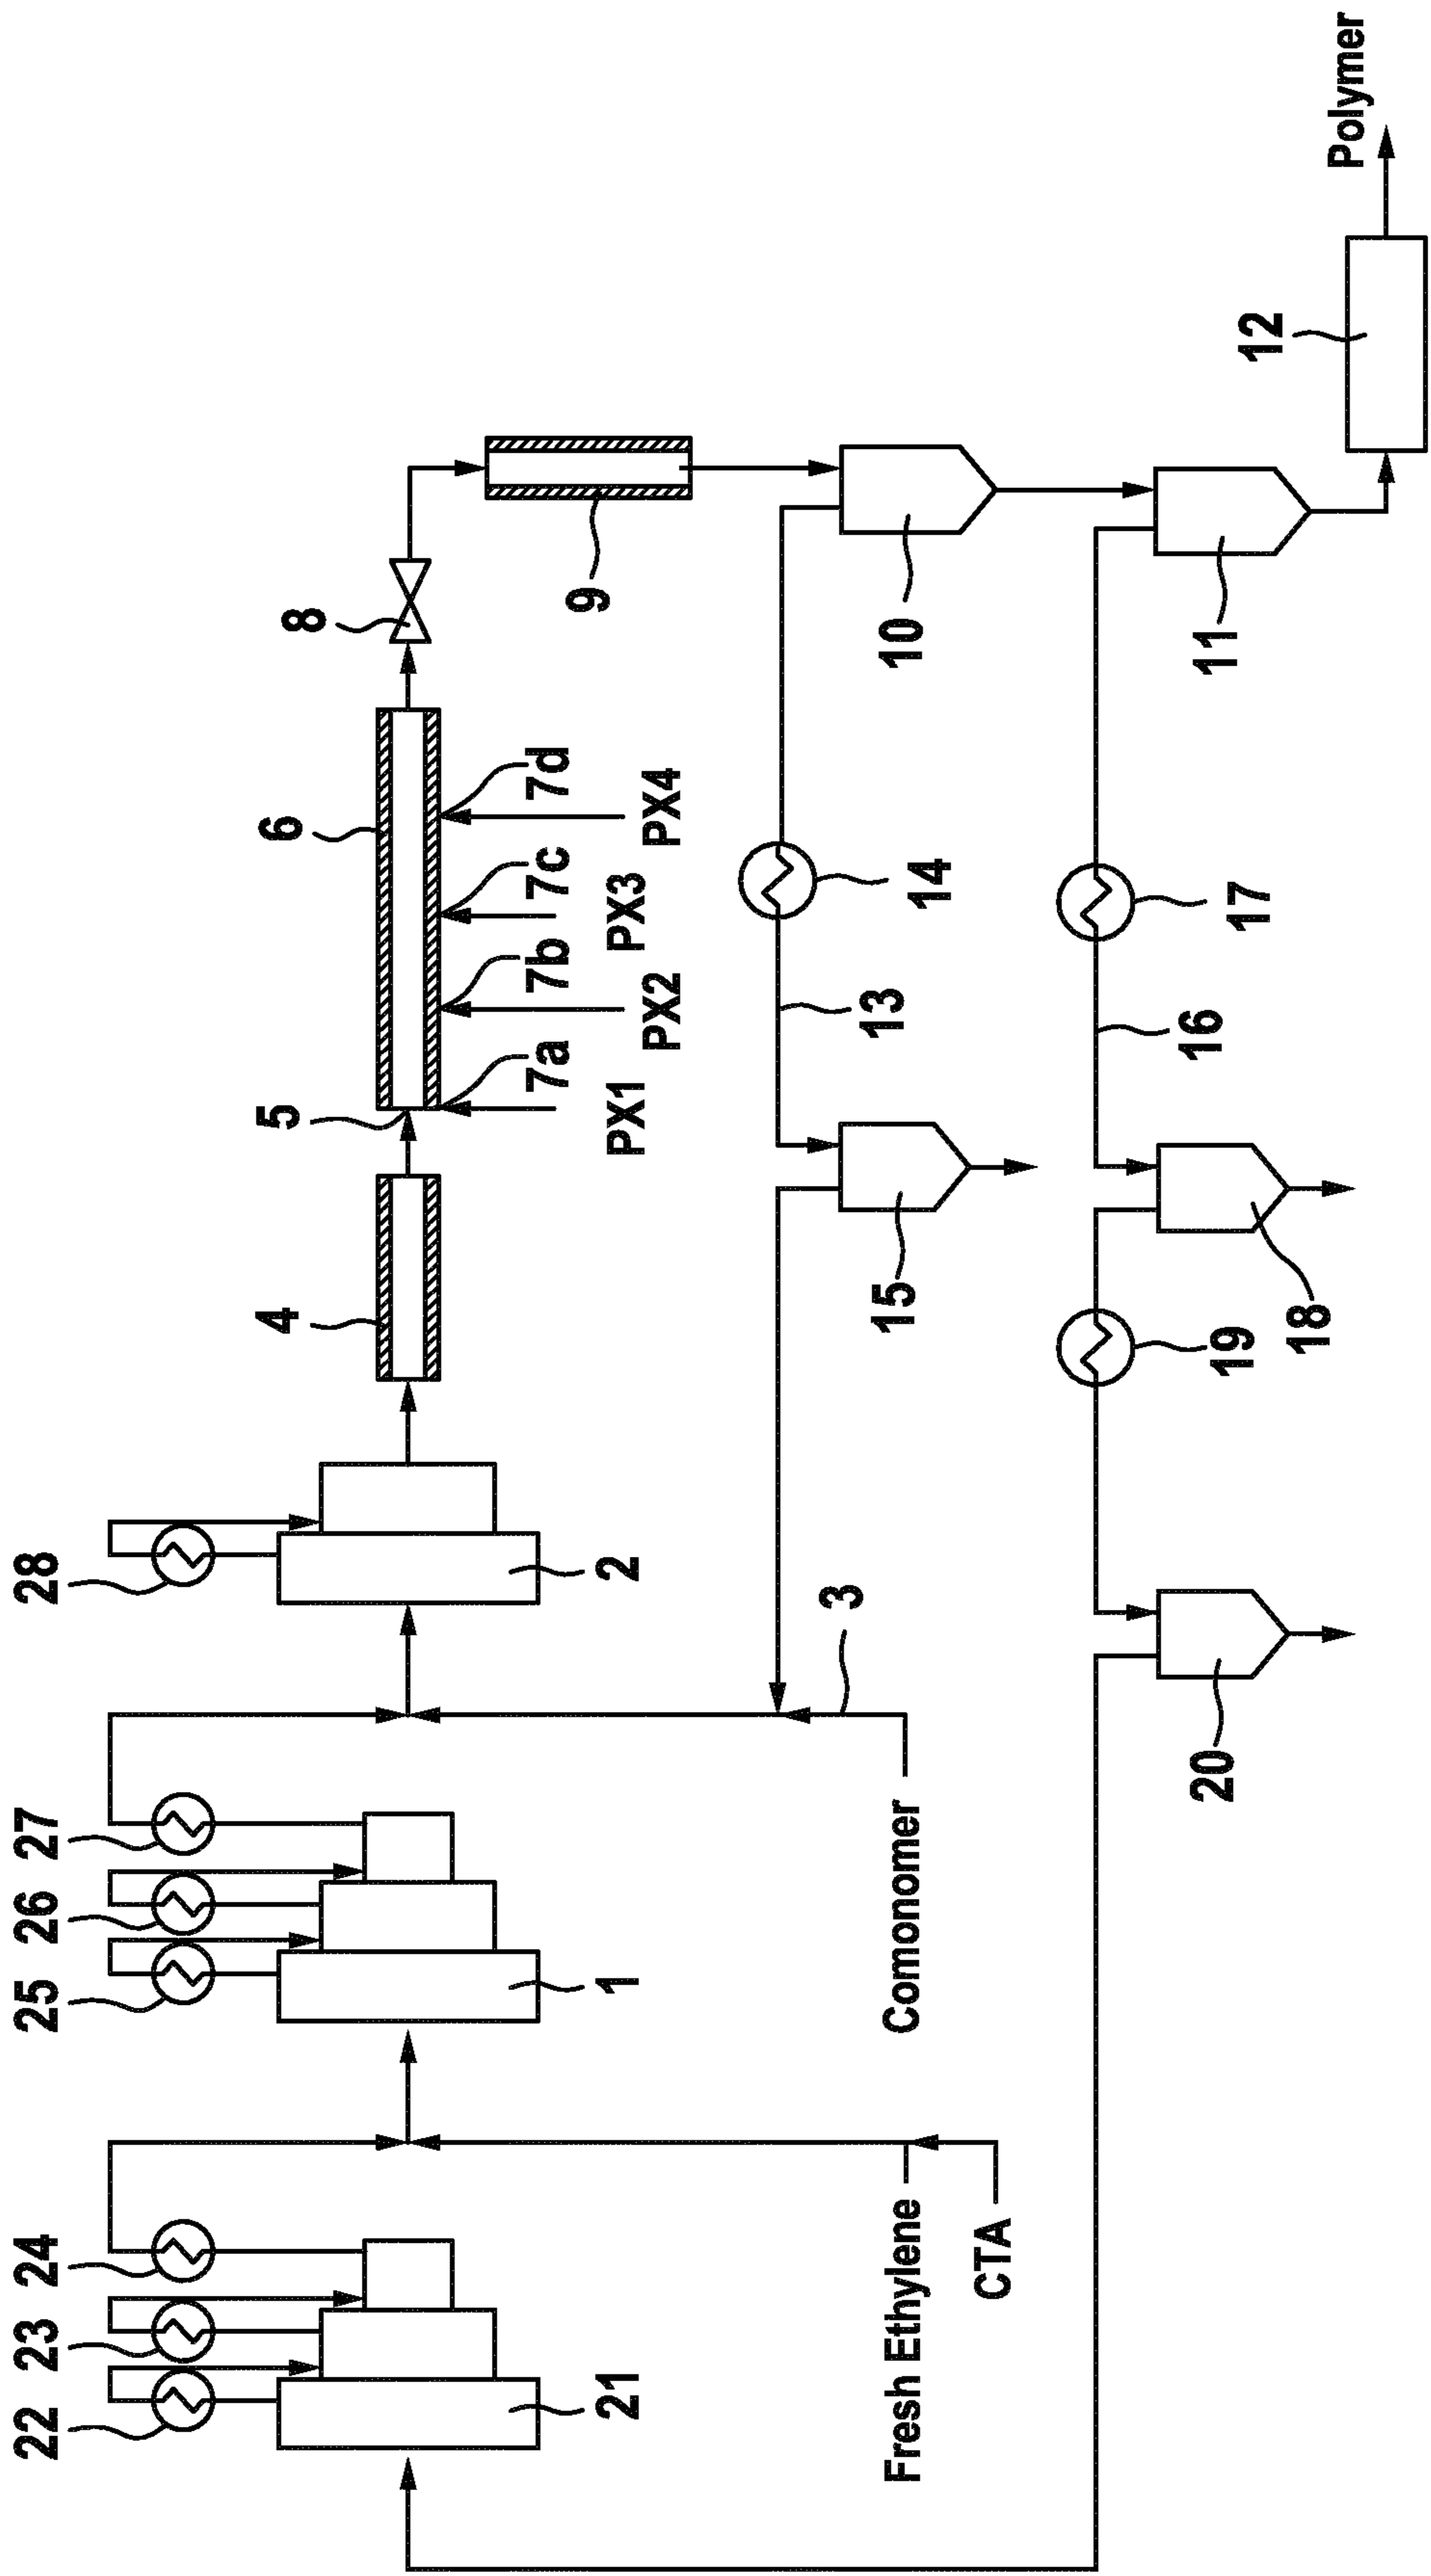 22
23
24
25
26
27
28
21
1
2
4
5
6
8
7a
7b
7c
7d
PX1
PX2
PX3
PX4
9
3
Fresh Ethylene
CTA
Comonomer
15
13
14
10
20
19
18
16
17
11
12
Polymer